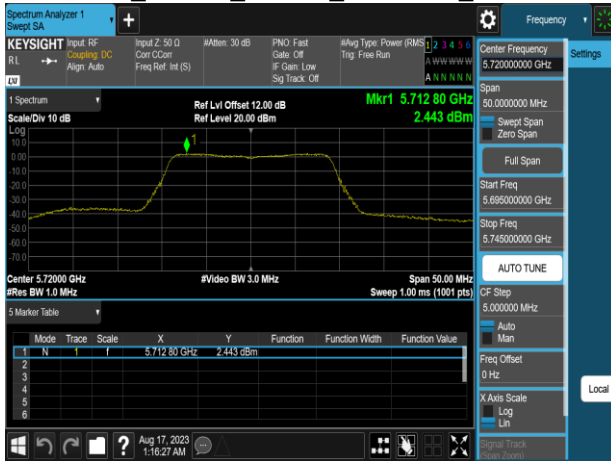 Spectrum Analyzer 1
Swept SA
+
Frequency
KEYSIGHT
RL
LXI
Input: RF
Coupling: DC
Align: Auto
Input Z: 50 Ω
Corr CCorr
Freq Ref: Int (S)
#Atten: 30 dB
PNO: Fast
Gate: Off
IF Gain: Low
Sig Track: Off
#Avg Type: Power (RMS
Trig: Free Run
1 2 3 4 5 6
A W W W W W
A N N N N N
Center Frequency
5.720000000 GHz
Settings
Span
50.0000000 MHz
Swept Span
Zero Span
Full Span
Start Freq
5.695000000 GHz
Stop Freq
5.745000000 GHz
AUTO TUNE
CF Step
5.000000 MHz
Auto
Man
Freq Offset
0 Hz
X Axis Scale
Log
Lin
Signal Track
(Span Zoom)
Local
1 Spectrum
Scale/Div 10 dB
Ref Lvl Offset 12.00 dB
Ref Level 20.00 dBm
Mkr1 5.712 80 GHz
2.443 dBm
Log
10.0
0.00
-10.0
-20.0
-30.0
-40.0
-50.0
-60.0
-70.0
1
Center 5.72000 GHz
#Res BW 1.0 MHz
#Video BW 3.0 MHz
Span 50.00 MHz
Sweep 1.00 ms (1001 pts)
5 Marker Table
Mode Trace Scale X Y Function Function Width Function Value
1 N 1 f 5.712 80 GHz 2.443 dBm
2
3
4
5
6
?
Aug 17, 2023
1:16:27 AM